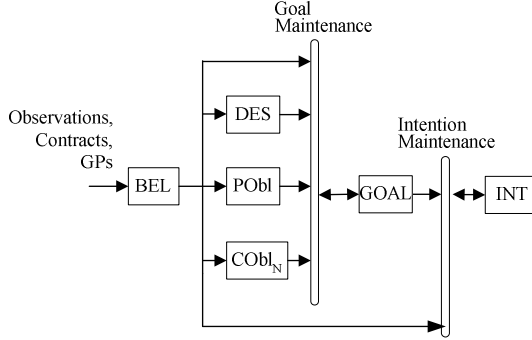 Goal
Maintenance
Observations,
Contracts,
GPs
Intention
Maintenance
DES
BEL
PObl
GOAL
INT
CObl_N